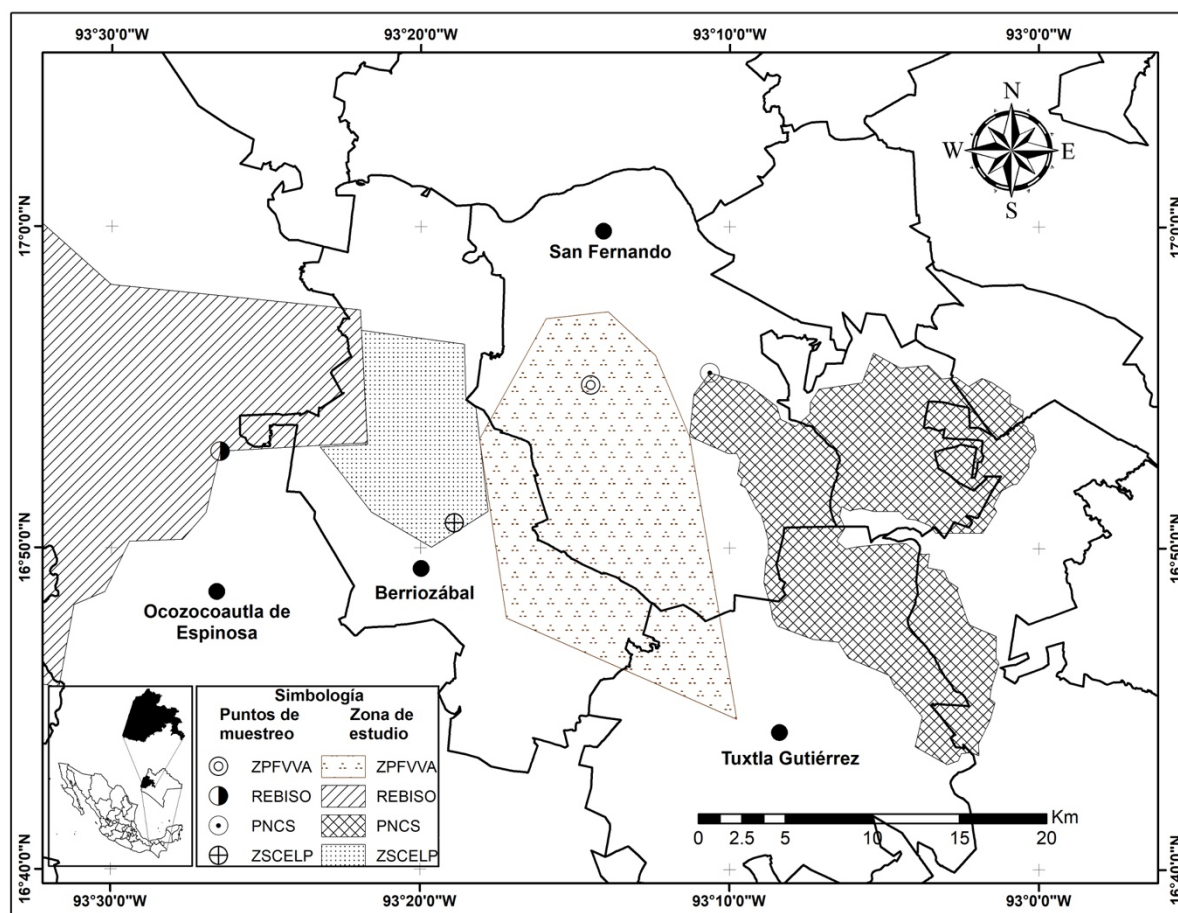 93°30'0"W 93°20'0"W 93°10'0"W 93°0'0"W
N
W E
S
17°0'0"N 17°0'0"N
San Fernando
16°50'0"N 16°50'0"N
Berriozábal
Ocozocoautla de
Espinosa
Tuxtla Gutiérrez
Simbología
Puntos de
muestreo
Zona de
estudio
ZPFVVA ZPFVVA
REBISO REBISO
PNCS PNCS
ZSCELP ZSCELP
Km
0 2.5 5 10 15 20
16°40'0"N 16°40'0"N
93°30'0"W 93°20'0"W 93°10'0"W 93°0'0"W